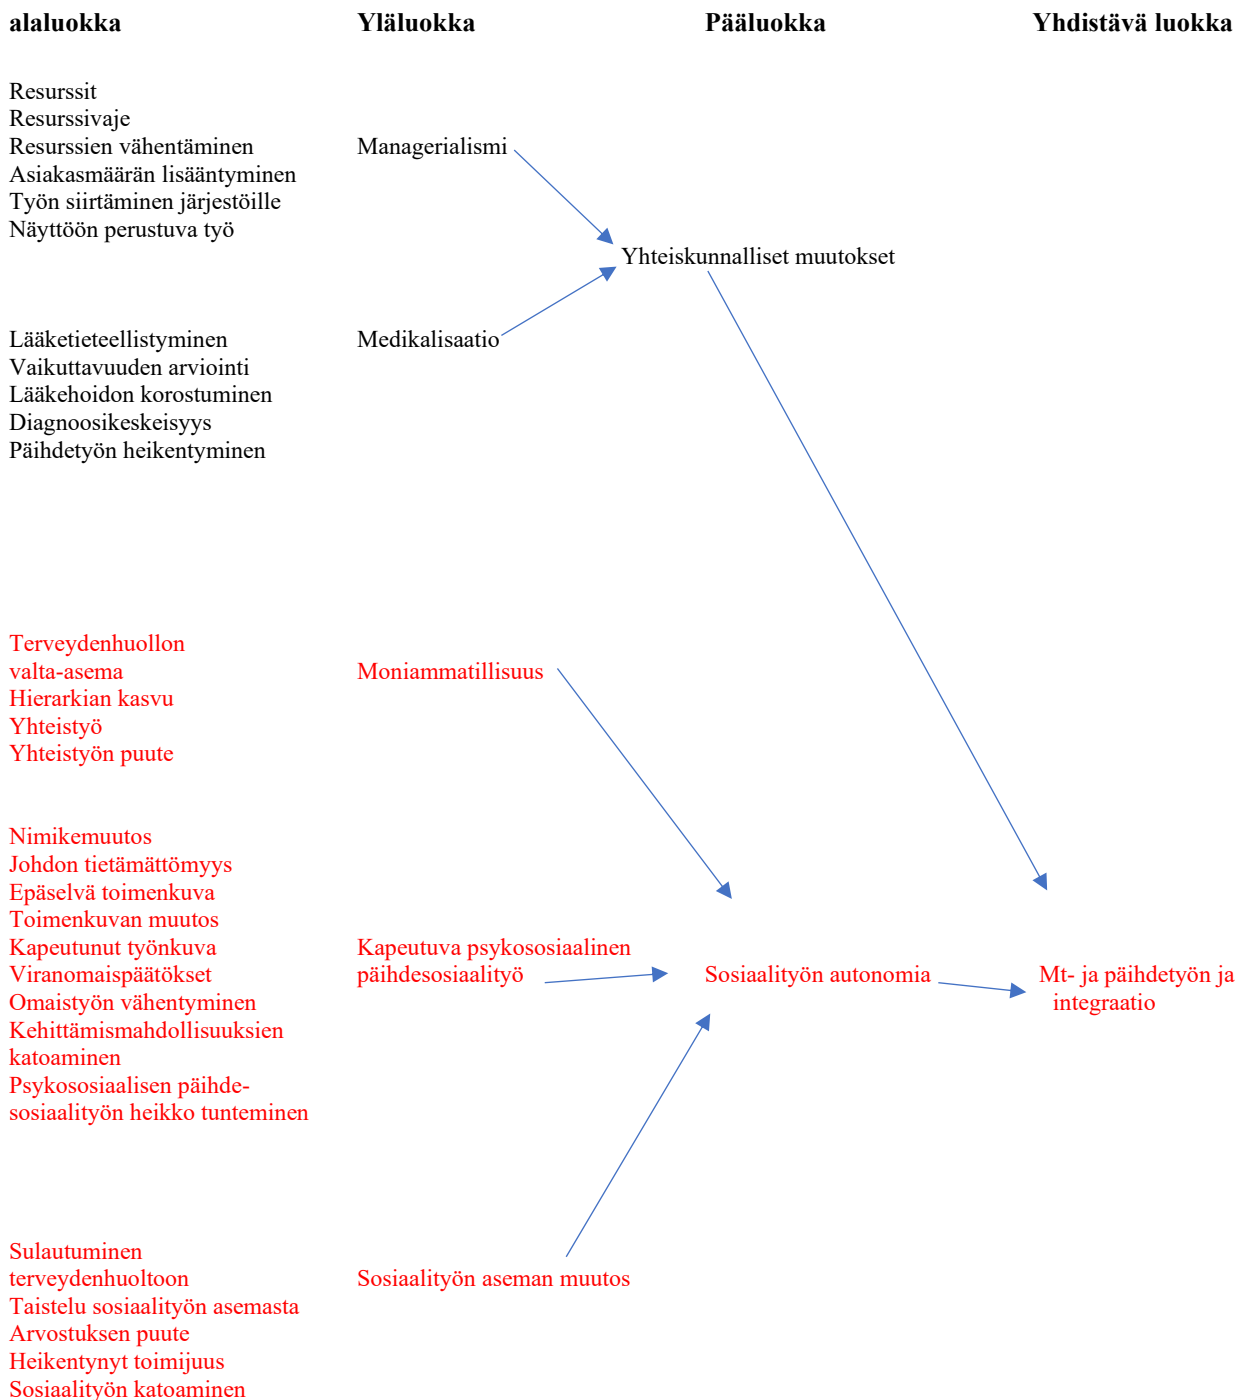 alaluokka Yläluokka Pääluokka Yhdistävä luokka
Resurssit
Resurssivaje
Resurssien vähentäminen Managerialismi
Asiakasmäärän lisääntyminen
Työn siirtäminen järjestöille
Näyttöön perustuva työ
Yhteiskunnalliset muutokset
Lääketieteellistyminen Medikalisaatio
Vaikuttavuuden arviointi
Lääkehoidon korostuminen
Diagnoosikeskeisyys
Päihdetyön heikentyminen
Terveydenhuollon
valta-asema Moniammatillisuus
Hierarkian kasvu
Yhteistyö
Yhteistyön puute
Nimikemuutos
Johdon tietämättömyys
Epäselvä toimenkuva
Toimenkuvan muutos
Kapeutunut työnkuva Kapeutuva psykososiaalinen
Viranomaispäätökset päihdesosiaalityö Sosiaalityön autonomia Mt- ja päihdetyön ja
Omaistyön vähentyminen integraatio
Kehittämismahdollisuuksien
katoaminen
Psykososiaalisen päihde-
sosiaalityön heikko tunteminen
Sulautuminen
terveydenhuoltoon Sosiaalityön aseman muutos
Taistelu sosiaalityön asemasta
Arvostuksen puute
Heikentynyt toimijuus
Sosiaalityön katoaminen